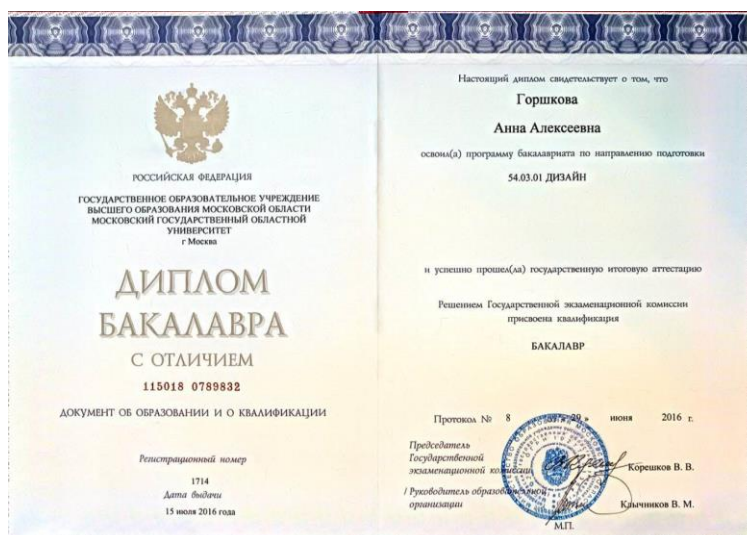 РОССИЙСКАЯ ФЕДЕРАЦИЯ
ГОСУДАРСТВЕННОЕ ОБРАЗОВАТЕЛЬНОЕ УЧРЕЖДЕНИЕ
ВЫСШЕГО ОБРАЗОВАНИЯ МОСКОВСКОЙ ОБЛАСТИ
МОСКОВСКИЙ ГОСУДАРСТВЕННЫЙ ОБЛАСТНОЙ
УНИВЕРСИТЕТ
г Москва
ДИПЛОМ
БАКАЛАВРА
С ОТЛИЧИЕМ
115018 0789832
ДОКУМЕНТ ОБ ОБРАЗОВАНИИ И О КВАЛИФИКАЦИИ
Регистрационный номер
1714
Дата выдачи
15 июля 2016 года
Настоящий диплом свидетельствует о том, что
Горшкова
Анна Алексеевна
освоил(а) программу бакалавриата по направлению подготовки
54.03.01 ДИЗАЙН
и успешно прошел(ла) государственную итоговую аттестацию
Решением Государственной экзаменационной комиссии
присвоена квалификация
БАКАЛАВР
Протокол № 8 « 29 » июня 2016 г.
Председатель
Государственной
экзаменационной комиссии Корешков В. В.
/ Руководитель образовательной
организации Клычников В. М.
М.П.